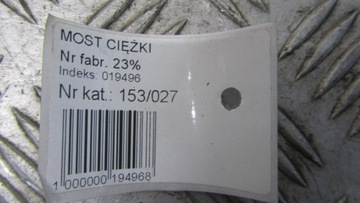 MOST CIĘŻKI
Nr fabr. 23%
Indeks: 019496
Nr kat.: 153/027
1 000000 194968